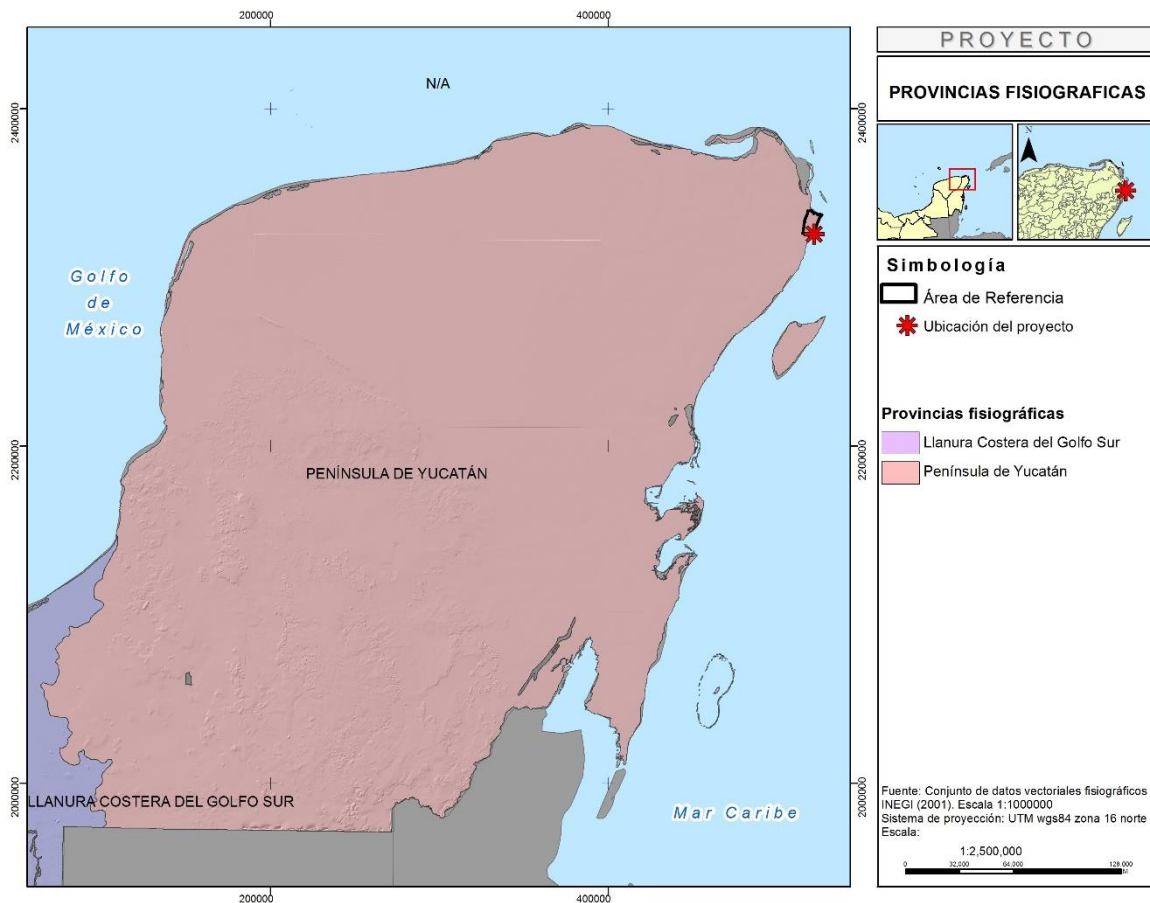 200000
400000
N/A
2400000
2400000
Golfo
de
México
PENÍNSULA DE YUCATÁN
2200000
2200000
LLANURA COSTERA DEL GOLFO SUR
2000000
2000000
Mar Caribe
200000
400000
PROYECTO
PROVINCIAS FISIOGRAFICAS
N
Simbología
Área de Referencia
Ubicación del proyecto
Provincias fisiográficas
Llanura Costera del Golfo Sur
Península de Yucatán
Fuente: Conjunto de datos vectoriales fisiográficos
INEGI (2001). Escala 1:1000000
Sistema de proyección: UTM wgs84 zona 16 norte
Escala:
1:2,500,000
0 32,000 64,000 128,000
M